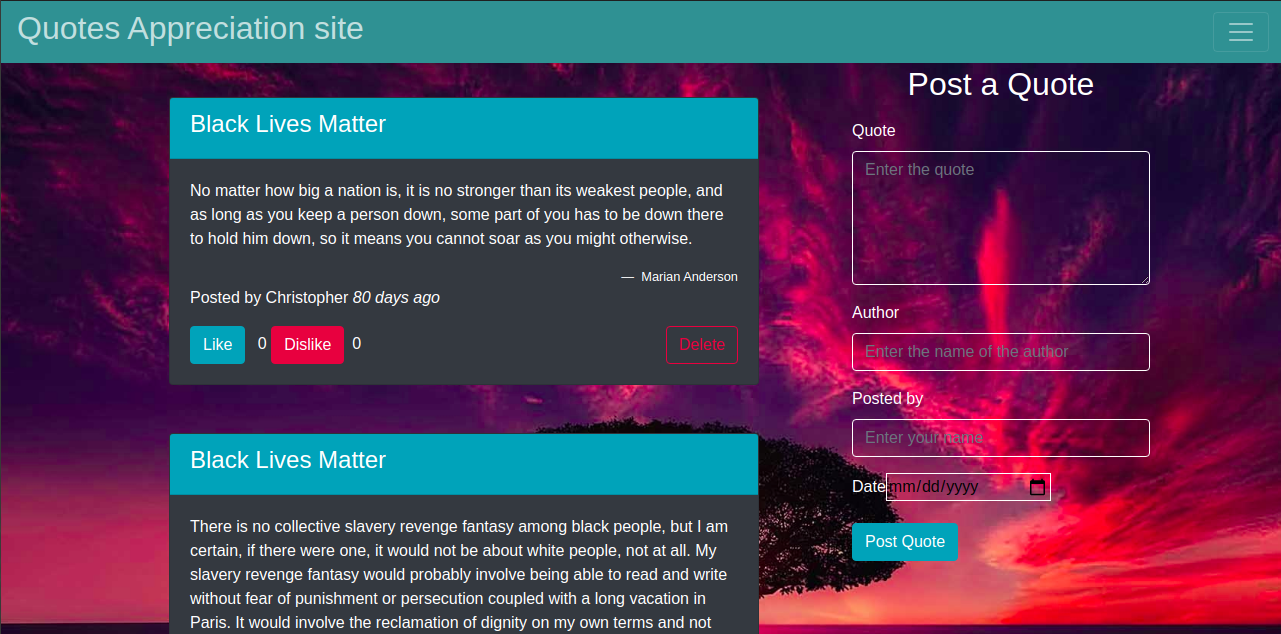 Quotes Appreciation site
Black Lives Matter
No matter how big a nation is, it is no stronger than its weakest people, and
as long as you keep a person down, some part of you has to be down there
to hold him down, so it means you cannot soar as you might otherwise.
— Marian Anderson
Posted by Christopher 80 days ago
Like 0 Dislike 0 Delete
Black Lives Matter
There is no collective slavery revenge fantasy among black people, but I am
certain, if there were one, it would not be about white people, not at all. My
slavery revenge fantasy would probably involve being able to read and write
without fear of punishment or persecution coupled with a long vacation in
Paris. It would involve the reclamation of dignity on my own terms and not
Post a Quote
Quote
Enter the quote
Author
Enter the name of the author
Posted by
Enter your name
Date mm/dd/yyyy
Post Quote